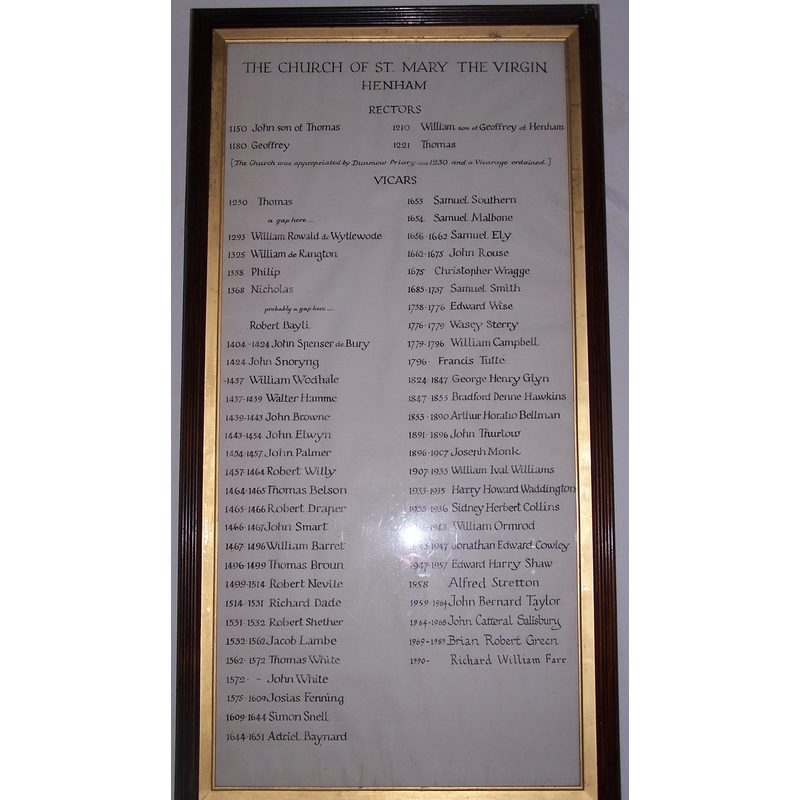 THE CHURCH OF ST. MARY THE VIRGIN
HENHAM
RECTORS
1150 John son of Thomas
1180 Geoffrey
1210 William son of Geoffrey of Henham
1221 Thomas
[The Church was appropriated by Dunmow Priory 1230 and a Vicarage ordained.]
VICARS
1230 Thomas
a gap here ...
1293 William Rowald de Wytlewode
1325 William de Rangton
1358 Philip
1368 Nicholas
probably a gap here ....
Robert Bayli
1404-1424 John Spenser de Bury
1424 John Snoryng
-1437 William Wodhale
1437-1439 Walter Hamme
1439-1443 John Browne
1443-1454 John Elwyn
1454-1457 John Palmer
1457-1464 Robert Willy
1464-1465 Thomas Belson
1465-1466 Robert Draper
1466-1467 John Smart
1467-1496 William Barret
1496-1499 Thomas Broun
1499-1514 Robert Nevile
1514-1531 Richard Dade
1531-1532 Robert Shether
1532-1562 Jacob Lambe
1562-1572 Thomas White
1572- - John White
1575-1609 Josias Fenning
1609-1644 Simon Snell
1644-1651 Adriel Baynard
1653 Samuel Southern
1654 Samuel Malbone
1656-1662 Samuel Ely
1662-1675 John Rouse
1675 Christopher Wragge
1685-1737 Samuel Smith
1738-1776 Edward Wise
1776-1779 Wasey Sterry
1779-1796 William Campbell
1796- Francis Tutté
1824-1847 George Henry Glyn
1847-1853 Bradford Denne Hawkins
1853-1890 Arthur Horatio Bellman
1891-1896 John Thurlow
1896-1907 Joseph Monk
1907-1933 William Ival Williams
1933-1935 Harry Howard Waddington
1935-1936 Sidney Herbert Collins
1943 William Ormrod
1947 Jonathan Edward Cowley
1947-1957 Edward Harry Shaw
1958 Alfred Stretton
1959-1964 John Bernard Taylor
1964-1968 John Catteral Salisbury
1969-1989 Brian Robert Green
1990- Richard William Farr